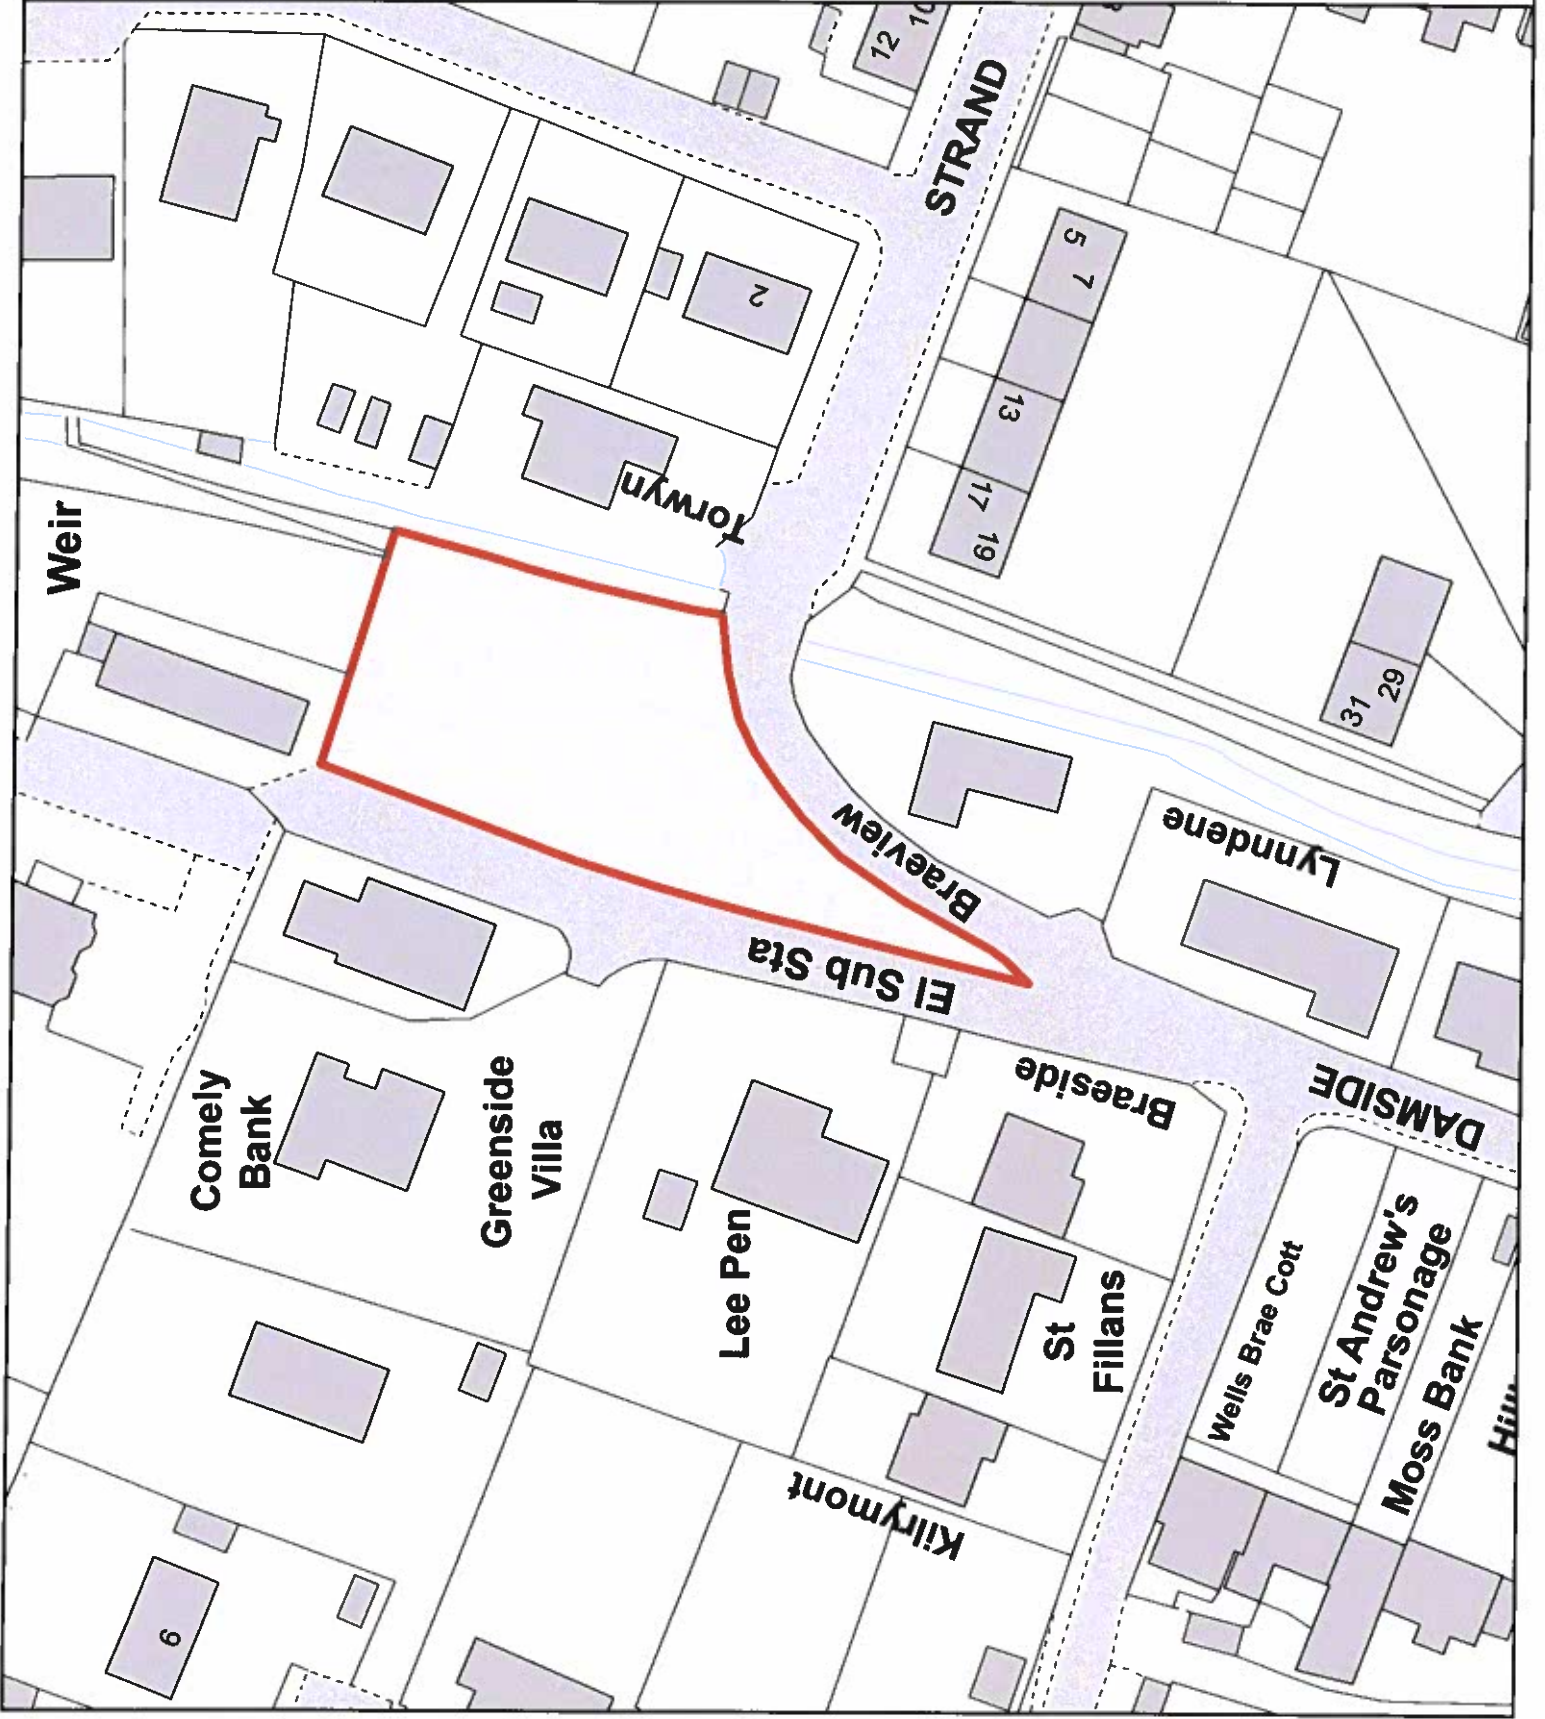 12
10
STRAND
5
7
2
13
17
19
Torwyn
Weir
31
29
Braeview
Lynndene
El Sub Sta
Braeside
DAMSIDE
Comely
Bank
Greenside
Villa
Lee Pen
St
Fillans
Wells Brae Cott
St Andrew's
Parsonage
Moss Bank
Kilrymont